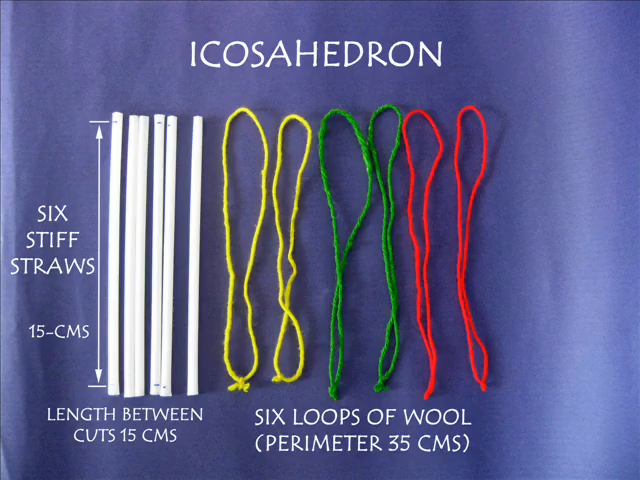 ICOSAHEDRON
SIX
STIFF
STRAWS
15-CMS
LENGTH BETWEEN
CUTS 15 CMS
SIX LOOPS OF WOOL
(PERIMETER 35 CMS)